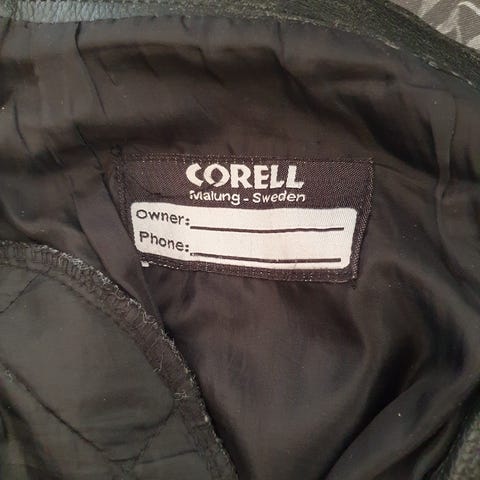 CORELL
Malung - Sweden
Owner:
Phone: